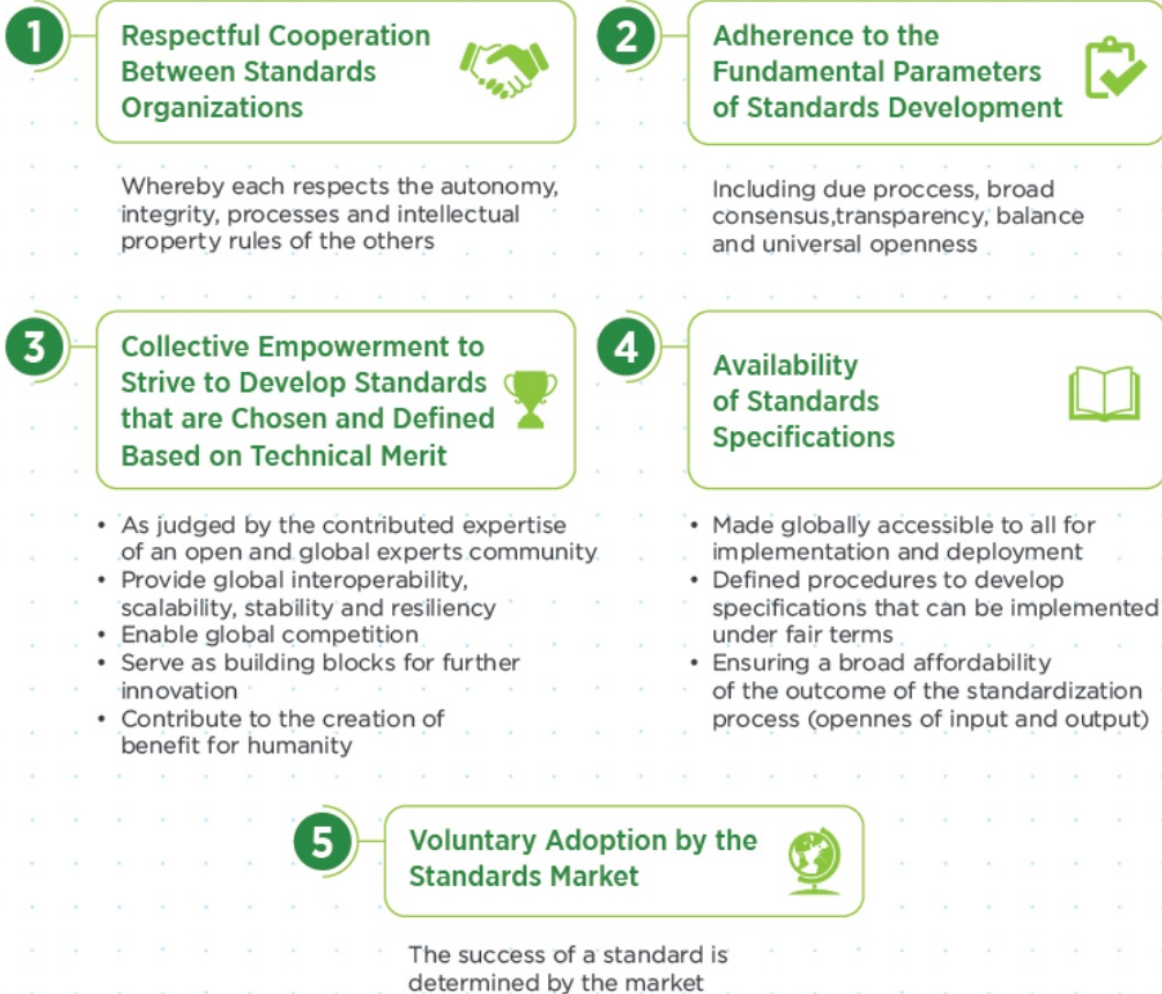 1
Respectful Cooperation
Between Standards
Organizations
Whereby each respects the autonomy,
integrity, processes and intellectual
property rules of the others
2
Adherence to the
Fundamental Parameters
of Standards Development
Including due proccess, broad
consensus,transparency, balance
and universal openness
3
Collective Empowerment to
Strive to Develop Standards
that are Chosen and Defined
Based on Technical Merit
• As judged by the contributed expertise
of an open and global experts community
• Provide global interoperability,
scalability, stability and resiliency
• Enable global competition
• Serve as building blocks for further
innovation
• Contribute to the creation of
benefit for humanity
4
Availability
of Standards
Specifications
• Made globally accessible to all for
implementation and deployment
• Defined procedures to develop
specifications that can be implemented
under fair terms
• Ensuring a broad affordability
of the outcome of the standardization
process (opennes of input and output)
5
Voluntary Adoption by the
Standards Market
The success of a standard is
determined by the market